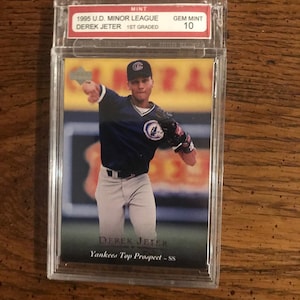 MINT
1995 U.D. MINOR LEAGUE GEM MINT
DEREK JETER 1ST GRADED 10
DEREK JETER
Yankees Top Prospect - SS